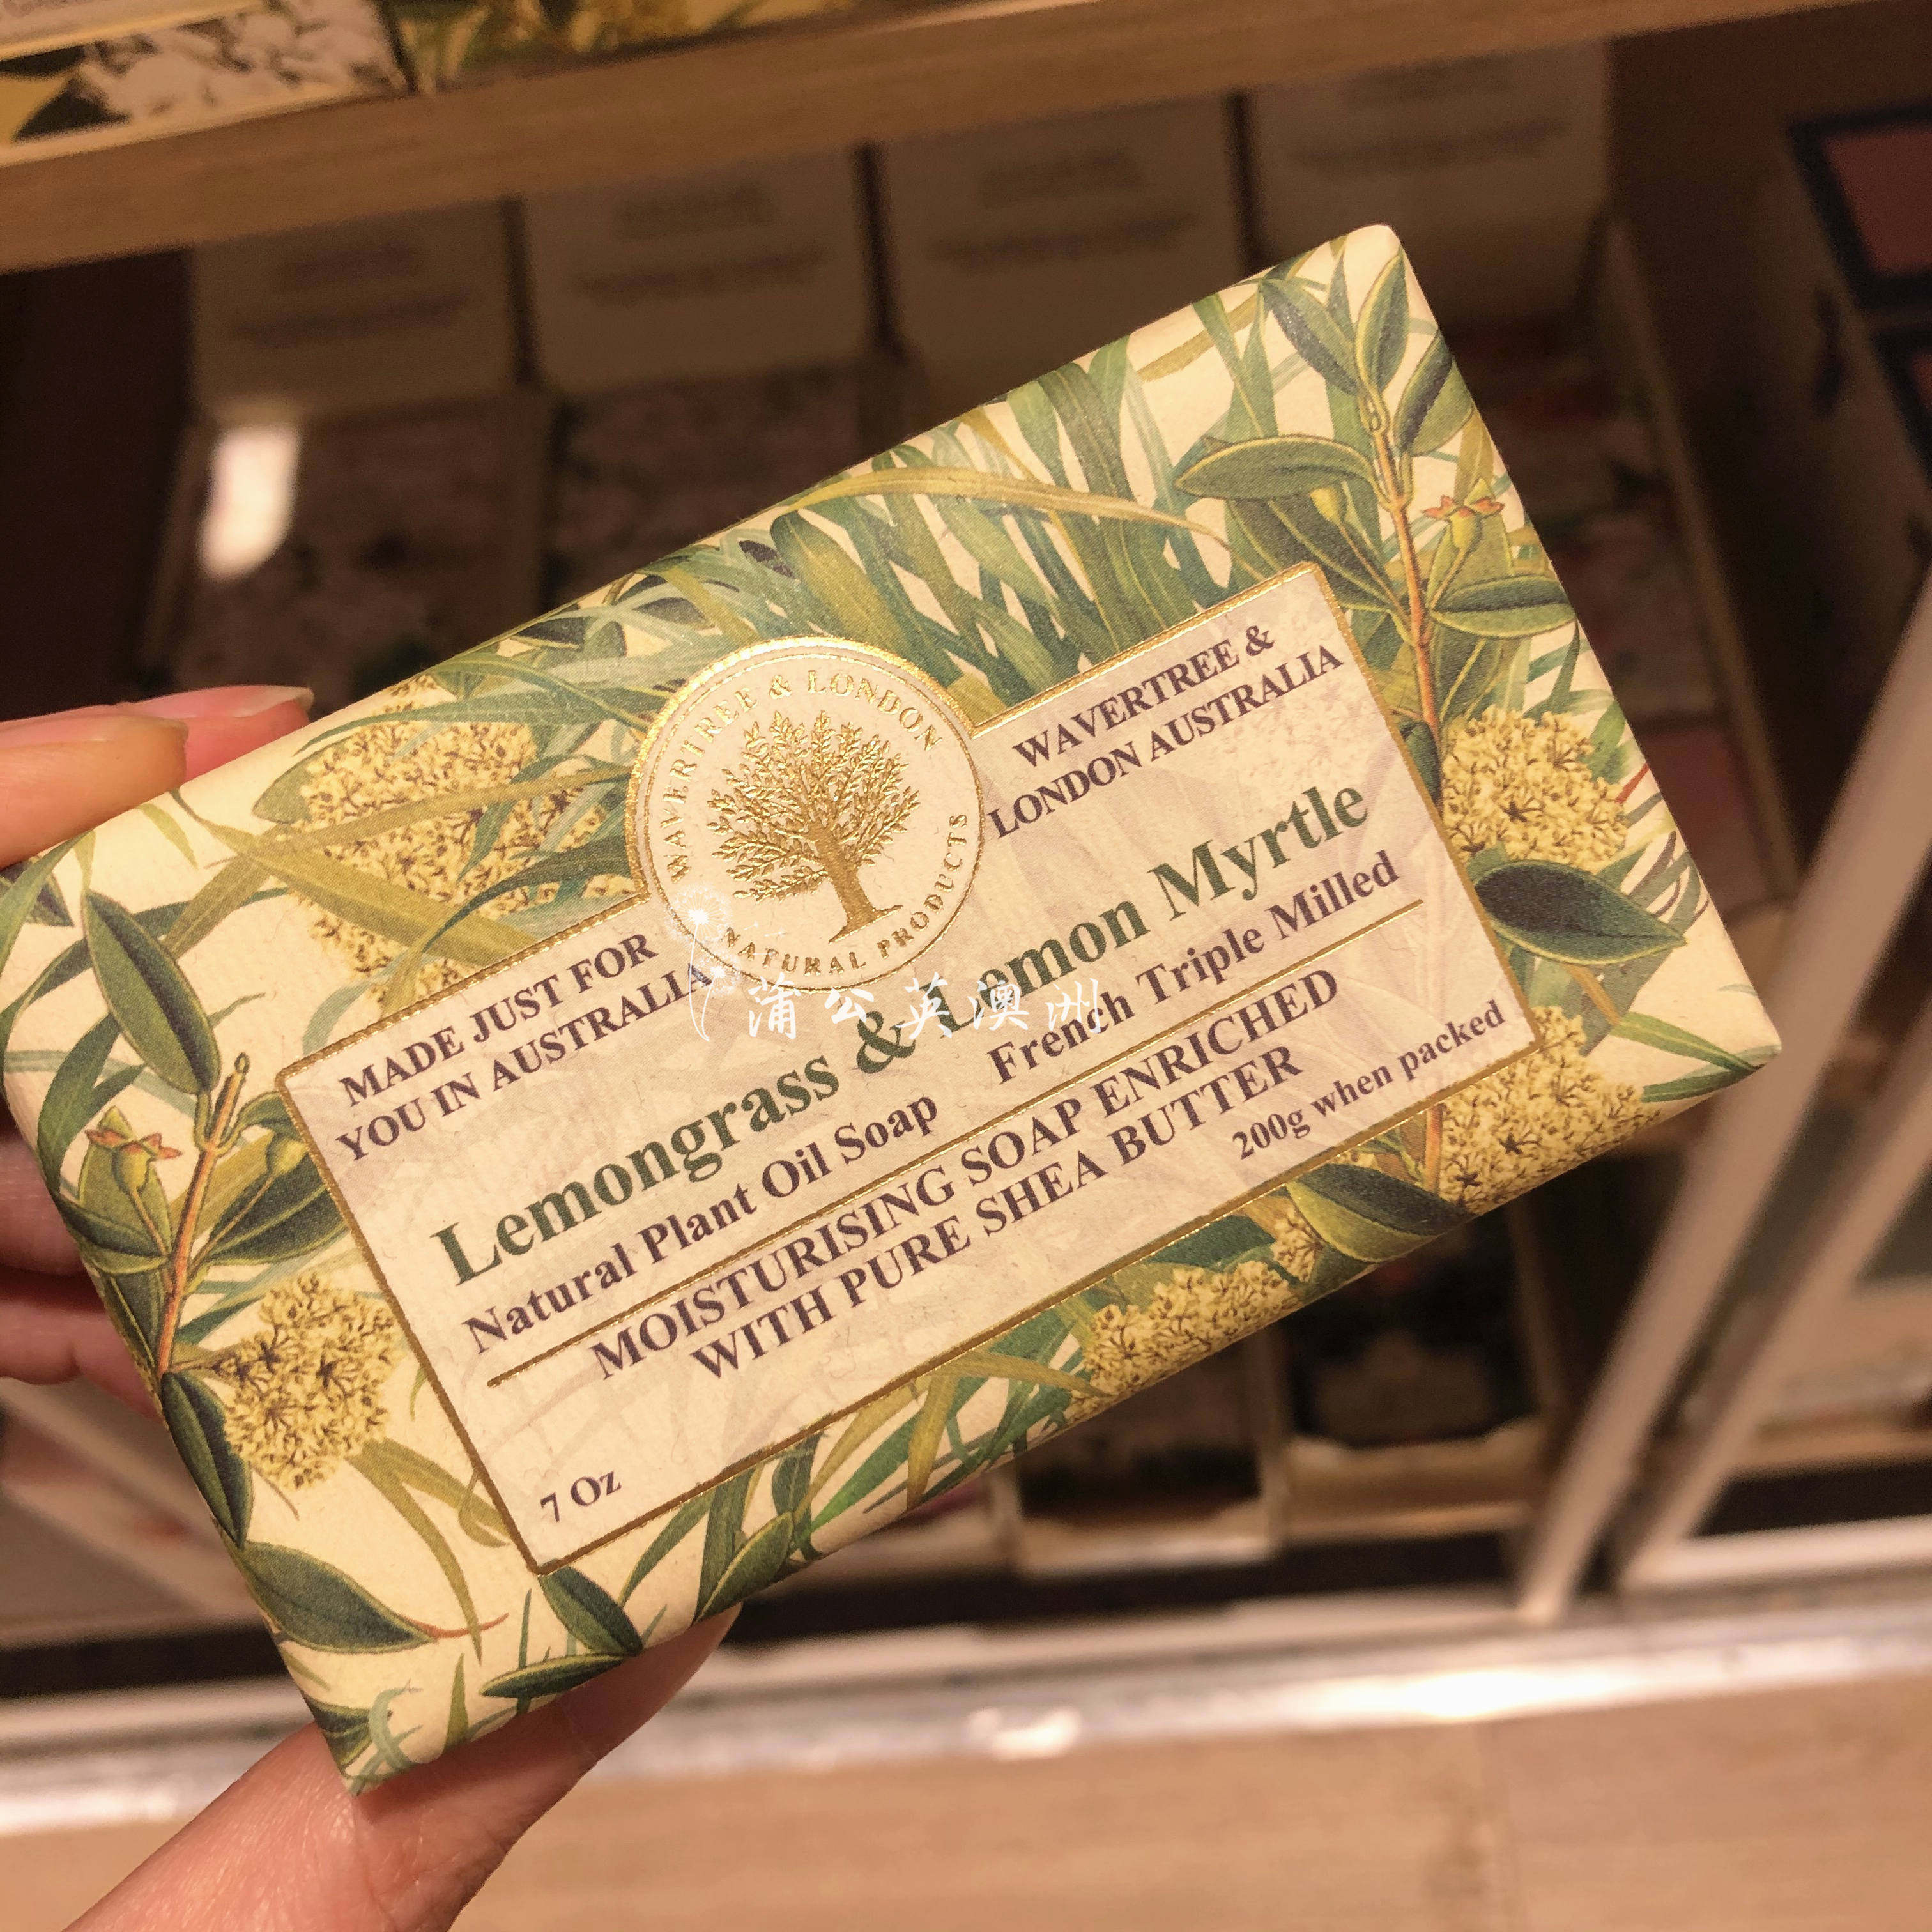 WAVERTREE & LONDON
NATURAL PRODUCTS
MADE JUST FOR
YOU IN AUSTRALIA
WAVERTREE &
LONDON AUSTRALIA
Lemongrass & Lemon Myrtle
Natural Plant Oil Soap French Triple Milled
MOISTURISING SOAP ENRICHED
WITH PURE SHEA BUTTER
7 Oz
200g when packed
蒲公英澳洲